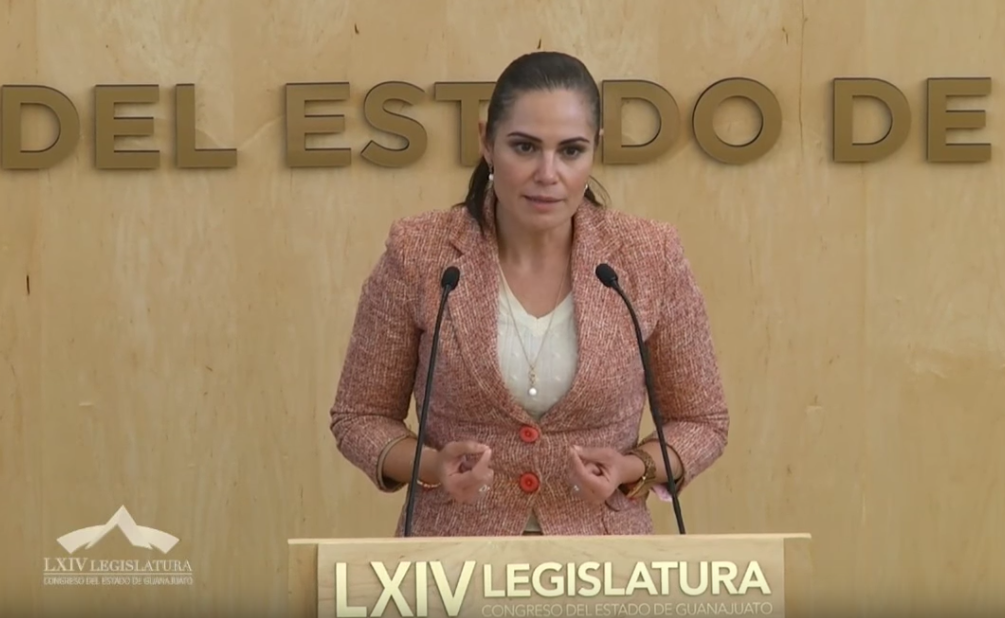 DEL ESTADO DE
LXIV LEGISLATURA
CONGRESO DEL ESTADO DE GUANAJUATO
LXIV LEGISLATURA
CONGRESO DEL ESTADO DE GUANAJUATO